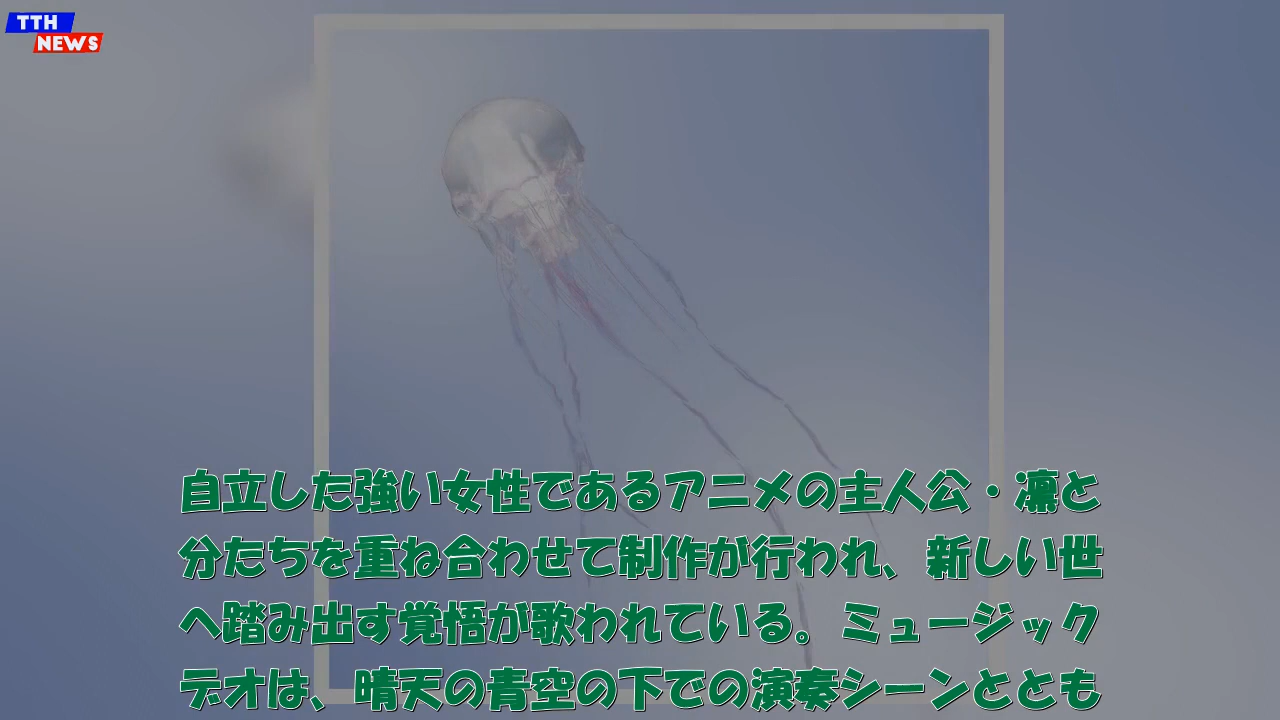 TTH
NEWS
自立した強い女性であるアニメの主人公・凛と
分たちを重ね合わせて制作が行われ、新しい世
へ踏み出す覚悟が歌われている。ミュージック
デオは、晴天の青空の下での演奏シーンととも